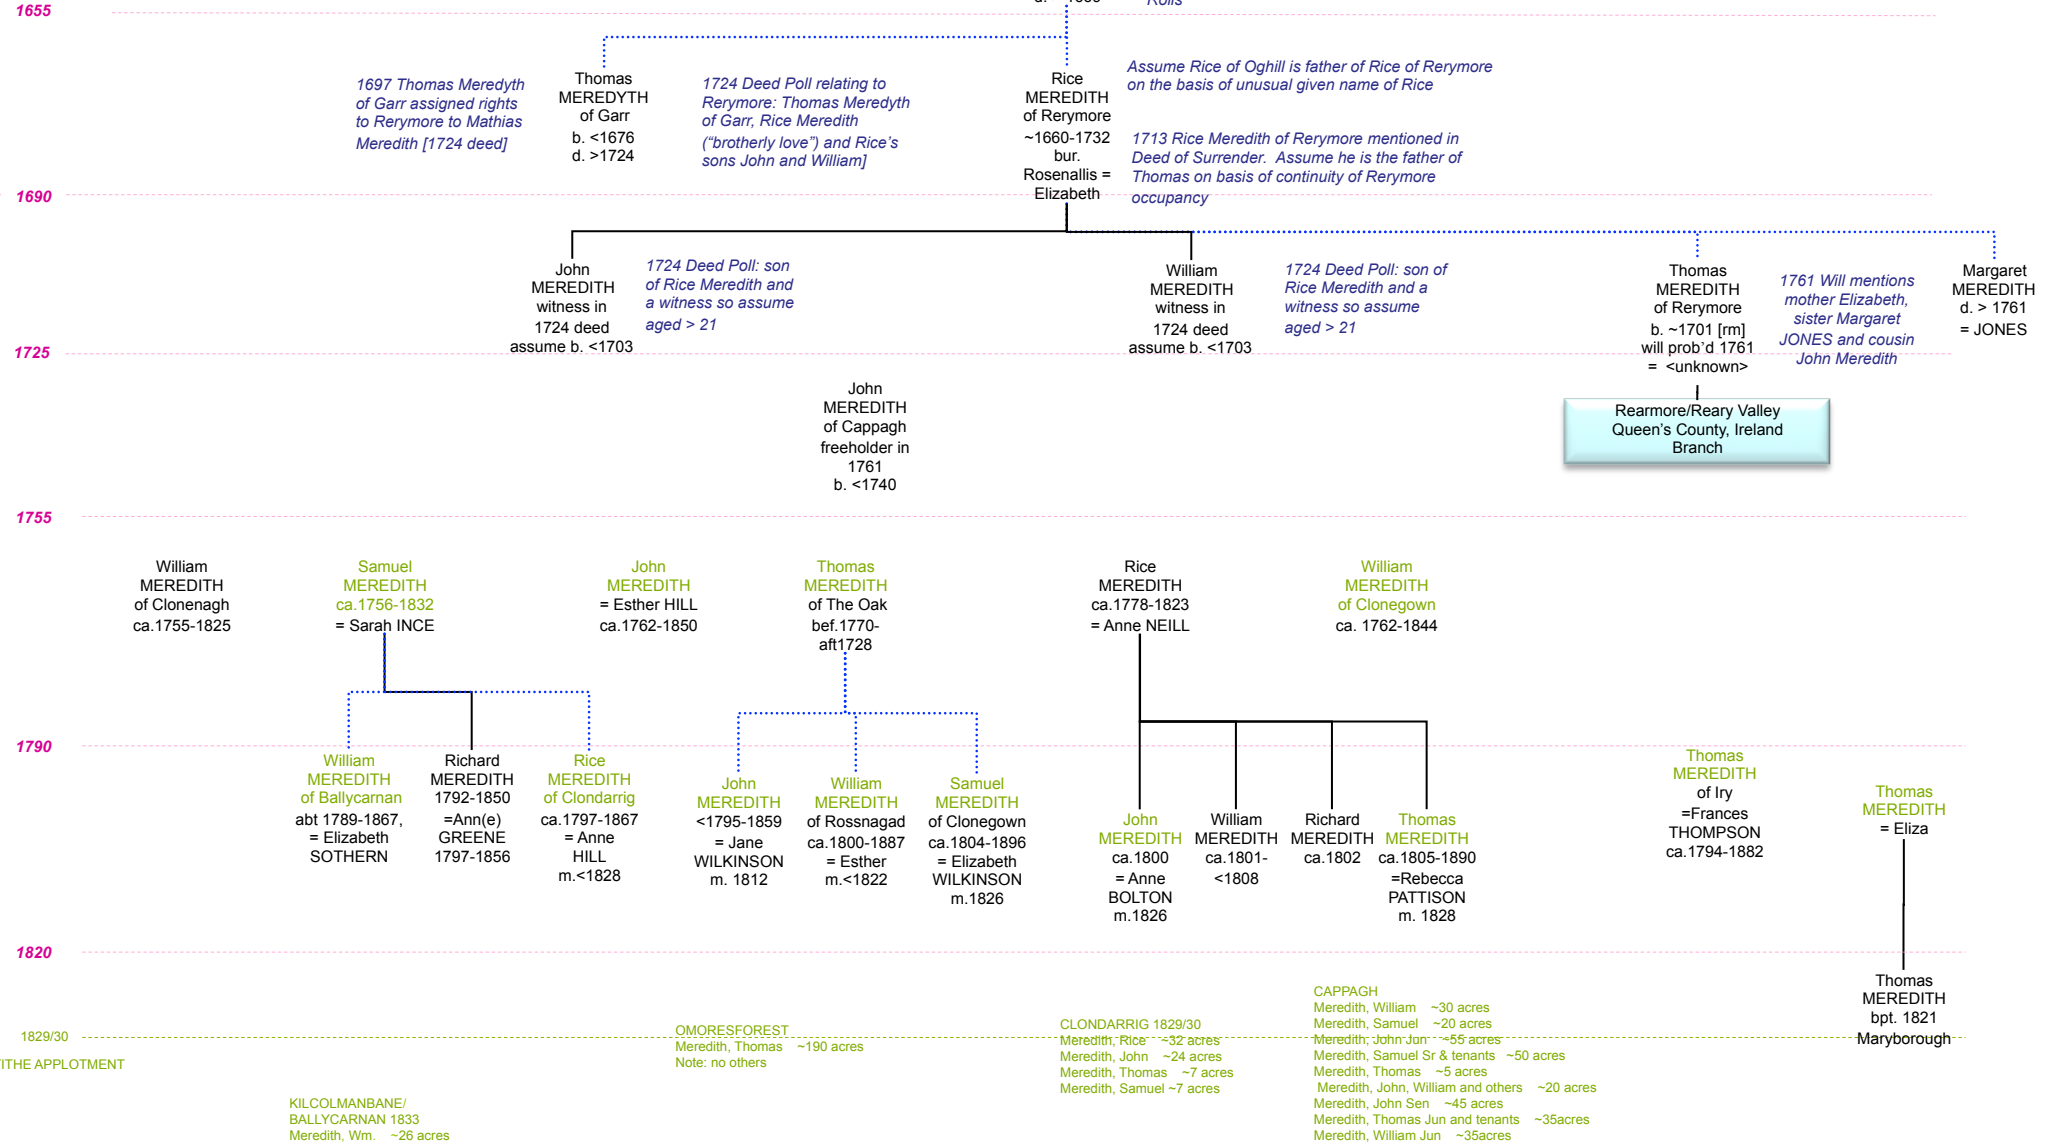 1655
Rolls
1697 Thomas Meredyth
of Garr assigned rights
to Rerymore to Mathias
Meredith [1724 deed]
Thomas
MEREDYTH
of Garr
b. <1676
d. >1724
1724 Deed Poll relating to
Rerymore: Thomas Meredyth
of Garr, Rice Meredith
(“brotherly love”) and Rice’s
sons John and William]
Rice
MEREDITH
of Rerymore
~1660-1732
bur.
Rosenallis =
Elizabeth
Assume Rice of Oghill is father of Rice of Rerymore
on the basis of unusual given name of Rice
1713 Rice Meredith of Rerymore mentioned in
Deed of Surrender.  Assume he is the father of
Thomas on basis of continuity of Rerymore
occupancy
1690
John
MEREDITH
witness in
1724 deed
assume b. <1703
1724 Deed Poll: son
of Rice Meredith and
a witness so assume
aged > 21
William
MEREDITH
witness in
1724 deed
assume b. <1703
1724 Deed Poll: son of
Rice Meredith and a
witness so assume
aged > 21
Thomas
MEREDITH
of Rerymore
b. ~1701 [rm]
will prob’d 1761
= <unknown>
1761 Will mentions
mother Elizabeth,
sister Margaret
JONES and cousin
John Meredith
Margaret
MEREDITH
d. > 1761
= JONES
1725
John
MEREDITH
of Cappagh
freeholder in
1761
b. <1740
Rearmore/Reary Valley
Queen’s County, Ireland
Branch
1755
William
MEREDITH
of Clonenagh
ca.1755-1825
Samuel
MEREDITH
ca.1756-1832
= Sarah INCE
John
MEREDITH
= Esther HILL
ca.1762-1850
Thomas
MEREDITH
of The Oak
bef.1770-
aft1728
Rice
MEREDITH
ca.1778-1823
= Anne NEILL
William
MEREDITH
of Clonegown
ca. 1762-1844
1790
William
MEREDITH
of Ballycarnan
abt 1789-1867,
= Elizabeth
SOTHERN
Richard
MEREDITH
1792-1850
=Ann(e)
GREENE
1797-1856
Rice
MEREDITH
of Clondarrig
ca.1797-1867
= Anne
HILL
m.<1828
John
MEREDITH
<1795-1859
= Jane
WILKINSON
m. 1812
William
MEREDITH
of Rossnagad
ca.1800-1887
= Esther
m.<1822
Samuel
MEREDITH
of Clonegown
ca.1804-1896
= Elizabeth
WILKINSON
m.1826
John
MEREDITH
ca.1800
= Anne
BOLTON
m.1826
William
MEREDITH
ca.1801-
<1808
Richard
MEREDITH
ca.1802
Thomas
MEREDITH
ca.1805-1890
=Rebecca
PATTISON
m. 1828
Thomas
MEREDITH
of Iry
=Frances
THOMPSON
ca.1794-1882
Thomas
MEREDITH
= Eliza
1820
Thomas
MEREDITH
bpt. 1821
Maryborough
1829/30
ITHE APPLOTMENT
KILCOLMANBANE/
BALLYCARNAN 1833
Meredith, Wm.    ~26 acres
OMORESFOREST
Meredith, Thomas    ~190 acres
Note: no others
CLONDARRIG 1829/30
Meredith, Rice    ~32 acres
Meredith, John    ~24 acres
Meredith, Thomas    ~7 acres
Meredith, Samuel ~7 acres
CAPPAGH
Meredith, William    ~30 acres
Meredith, Samuel    ~20 acres
Meredith, John Jun    ~55 acres
Meredith, Samuel Sr & tenants    ~50 acres
Meredith, Thomas    ~5 acres
Meredith, John, William and others    ~20 acres
Meredith, John Sen    ~45 acres
Meredith, Thomas Jun and tenants    ~35acres
Meredith, William Jun    ~35acres